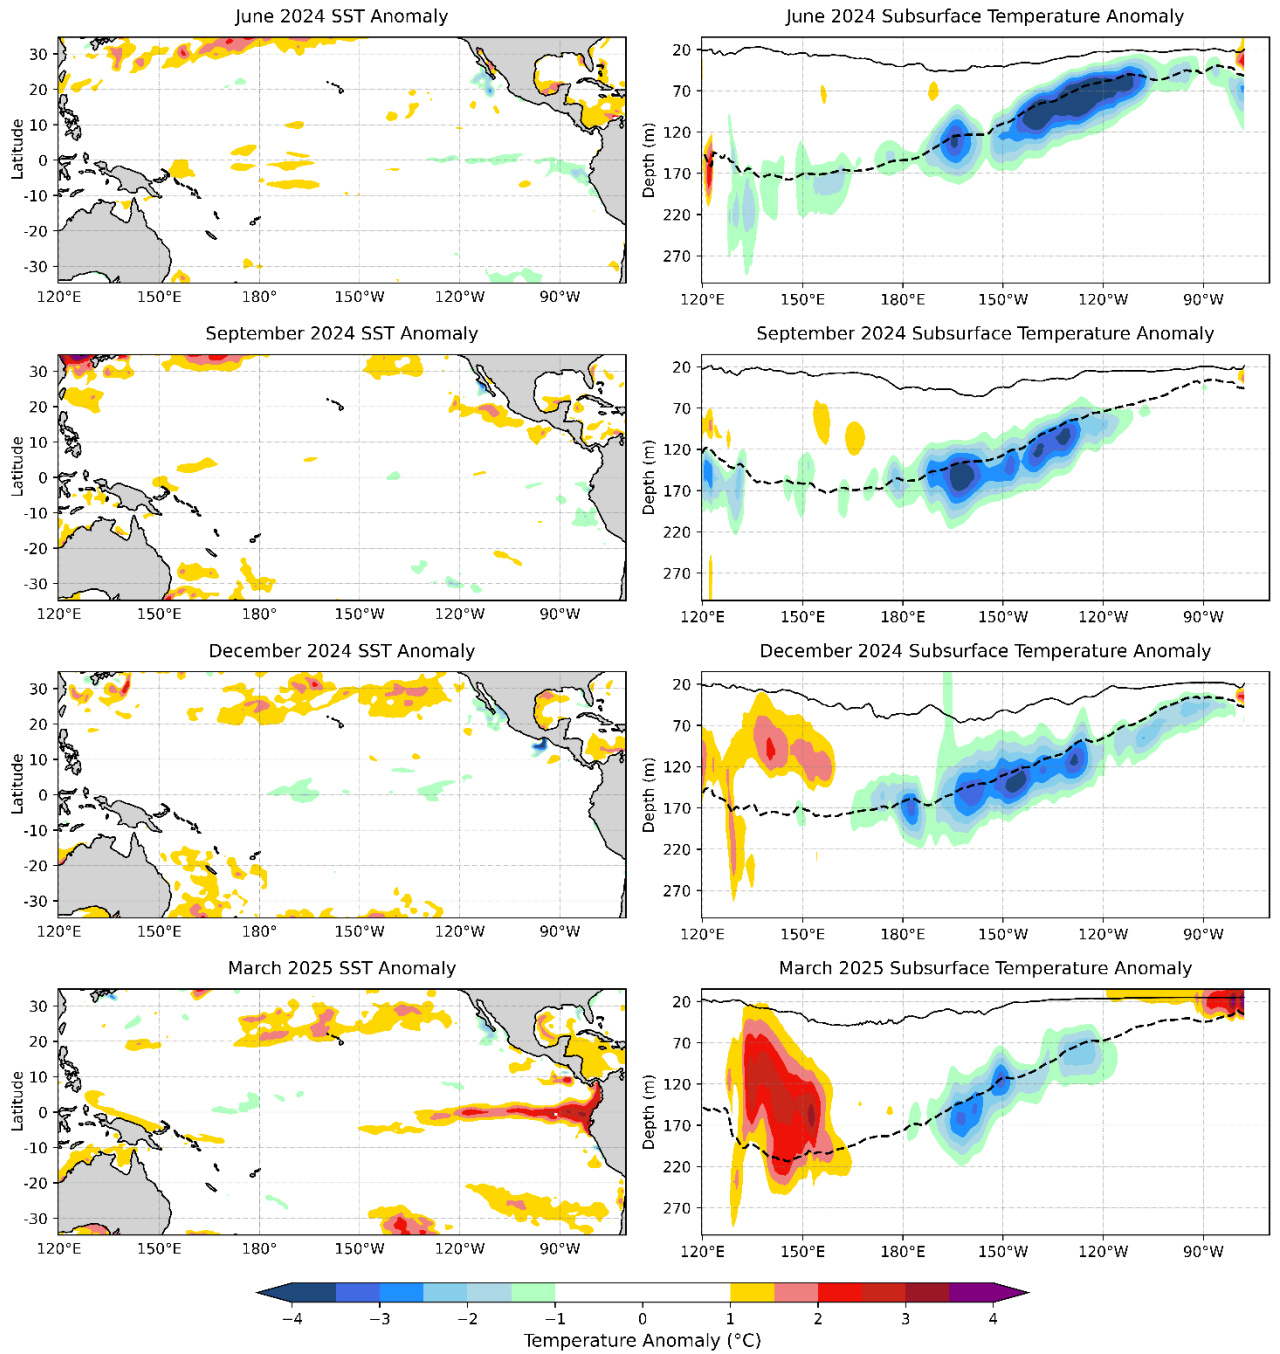 June 2024 SST Anomaly
Latitude
30
20
10
0
-10
-20
-30
120°E 150°E 180° 150°W 120°W 90°W
June 2024 Subsurface Temperature Anomaly
Depth (m)
20
70
120
170
220
270
120°E 150°E 180°W 150°W 120°W 90°W
September 2024 SST Anomaly
Latitude
30
20
10
0
-10
-20
-30
120°E 150°E 180° 150°W 120°W 90°W
September 2024 Subsurface Temperature Anomaly
Depth (m)
20
70
120
170
220
270
120°E 150°E 180°W 150°W 120°W 90°W
December 2024 SST Anomaly
Latitude
30
20
10
0
-10
-20
-30
120°E 150°E 180° 150°W 120°W 90°W
December 2024 Subsurface Temperature Anomaly
Depth (m)
20
70
120
170
220
270
120°E 150°E 180°W 150°W 120°W 90°W
March 2025 SST Anomaly
Latitude
30
20
10
0
-10
-20
-30
120°E 150°E 180° 150°W 120°W 90°W
March 2025 Subsurface Temperature Anomaly
Depth (m)
20
70
120
170
220
270
120°E 150°E 180°W 150°W 120°W 90°W
−4 −3 −2 −1 0 1 2 3 4
Temperature Anomaly (°C)